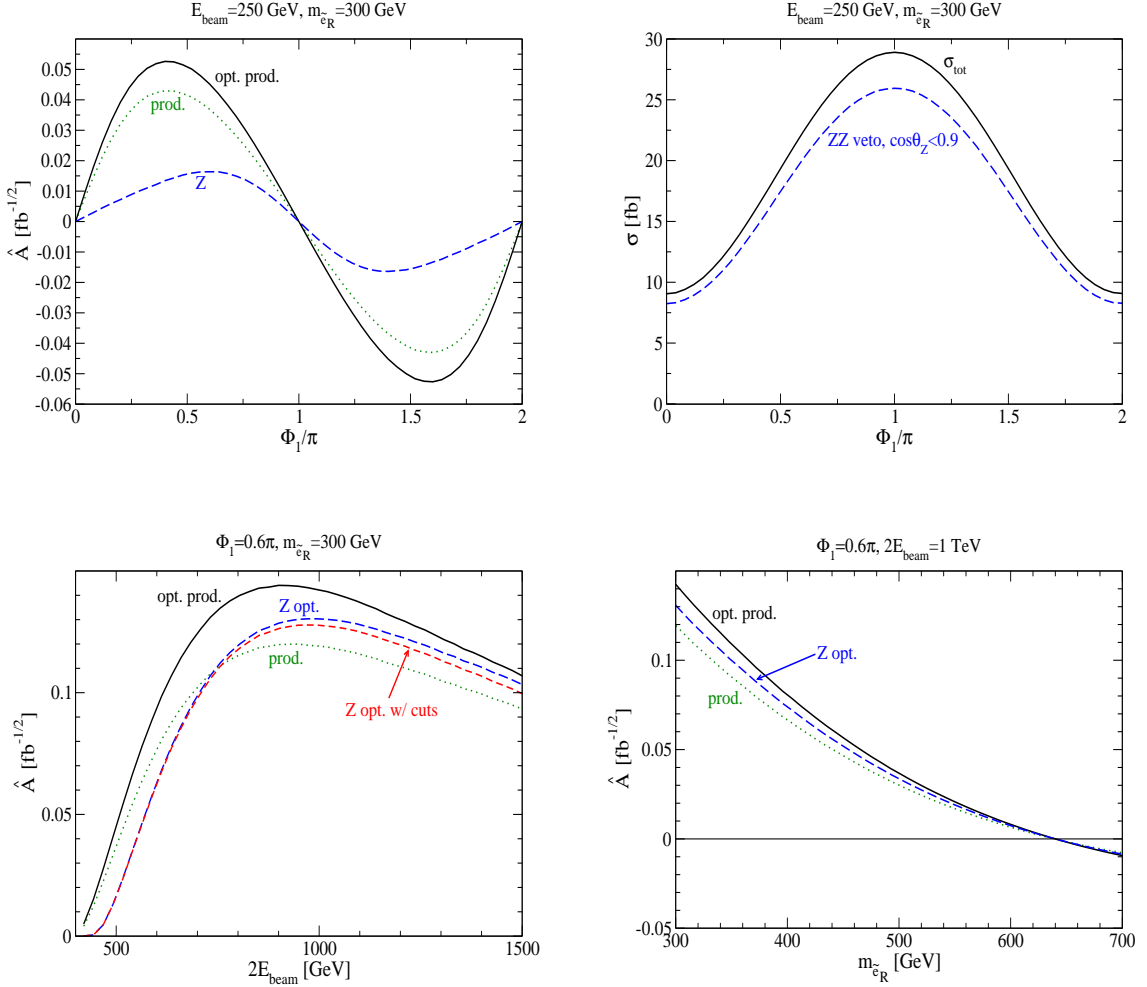 E_beam=250 GeV, m_ẽ_R=300 GeV
0.05
0.04
0.03
0.02
0.01
0
-0.01
-0.02
-0.03
-0.04
-0.05
-0.06
Â [fb^-1/2]
opt. prod.
prod.
Z
0 0.5 1 1.5 2
Φ_1/π
E_beam=250 GeV, m_ẽ_R=300 GeV
30
25
20
15
10
5
0
σ [fb]
σ_tot
ZZ veto, cosθ_Z<0.9
0 0.5 1 1.5 2
Φ_1/π
Φ_1=0.6π, m_ẽ_R=300 GeV
0.1
0.05
0
Â [fb^-1/2]
opt. prod.
Z opt.
prod.
Z opt. w/ cuts
500 1000 1500
2E_beam [GeV]
Φ_1=0.6π, 2E_beam=1 TeV
0.1
0.05
0
-0.05
Â [fb^-1/2]
opt. prod.
Z opt.
prod.
300 400 500 600 700
m_ẽ_R [GeV]